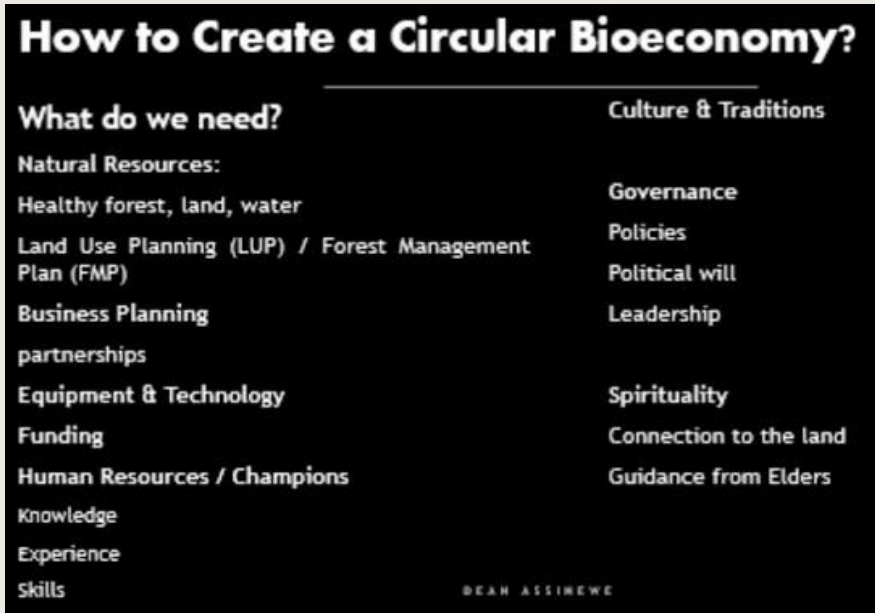 How to Create a Circular Bioeconomy?
What do we need?
Natural Resources:
Healthy forest, land, water
Land Use Planning (LUP) / Forest Management
Plan (FMP)
Business Planning
partnerships
Equipment & Technology
Funding
Human Resources / Champions
Knowledge
Experience
Skills
Culture & Traditions
Governance
Policies
Political will
Leadership
Spirituality
Connection to the land
Guidance from Elders
DEAN ASSINEWE